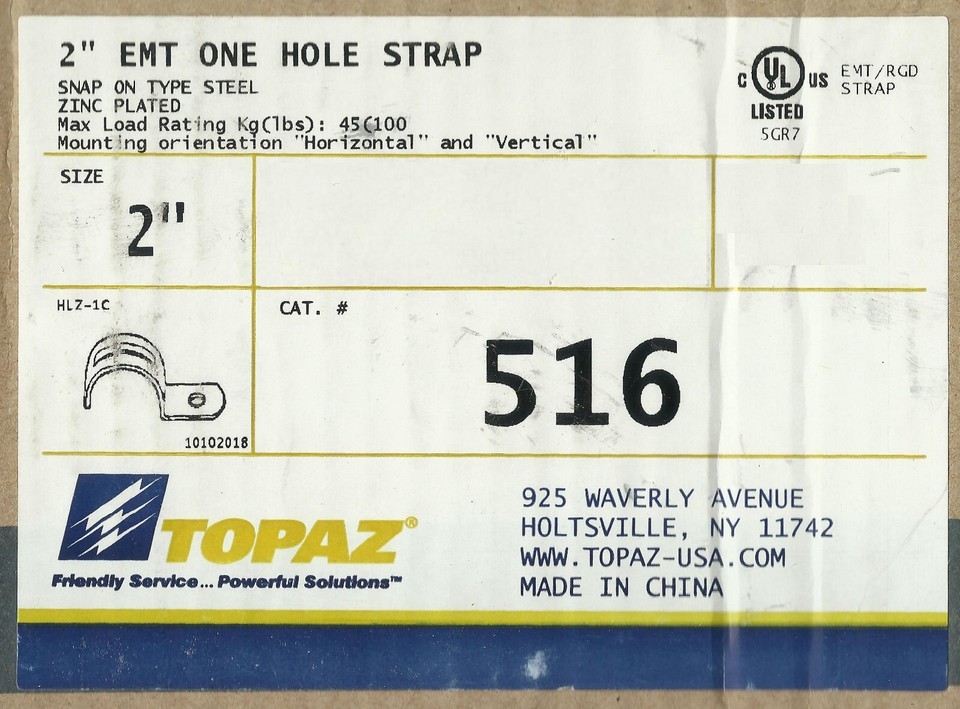 2" EMT ONE HOLE STRAP
SNAP ON TYPE STEEL
ZINC PLATED
Max Load Rating Kg(lbs): 45(100
Mounting orientation "Horizontal" and "Vertical"
C UL US
LISTED
5GR7
EMT/RGD
STRAP
SIZE
2"
HLZ-1C
10102018
CAT. #
516
TOPAZ®
Friendly Service... Powerful Solutions™
925 WAVERLY AVENUE
HOLTSVILLE, NY 11742
WWW.TOPAZ-USA.COM
MADE IN CHINA